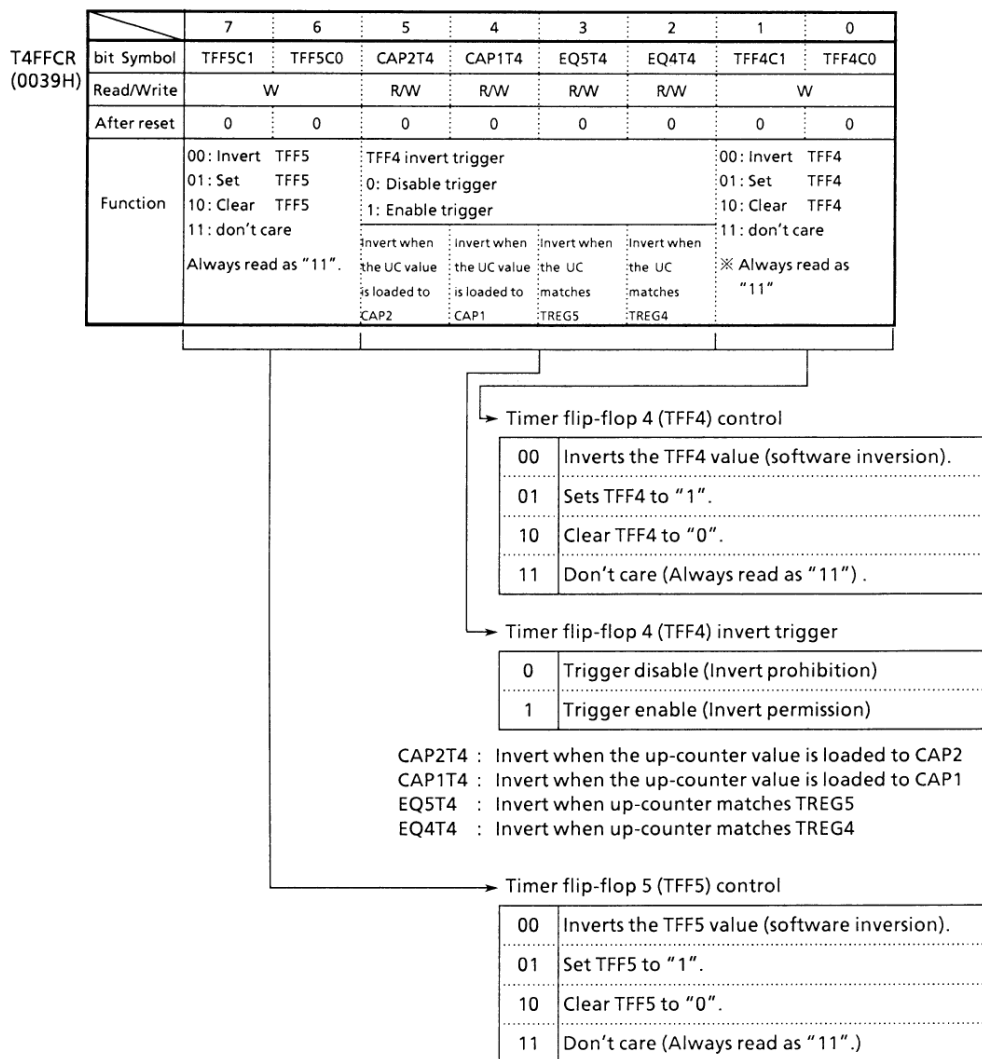 7 6 5 4 3 2 1 0
T4FFCR (0039H) bit Symbol TFF5C1 TFF5C0 CAP2T4 CAP1T4 EQ5T4 EQ4T4 TFF4C1 TFF4C0
Read/Write W R/W R/W R/W R/W W
After reset 0 0 0 0 0 0 0 0
Function
00: Invert TFF5
01: Set TFF5
10: Clear TFF5
11: don't care
Always read as "11".
TFF4 invert trigger
0: Disable trigger
1: Enable trigger
Invert when
the UC value
is loaded to
CAP2
Invert when
the UC value
is loaded to
CAP1
Invert when
the UC
matches
TREG5
Invert when
the UC
matches
TREG4
00: Invert TFF4
01: Set TFF4
10: Clear TFF4
11: don't care
※ Always read as
"11"
Timer flip-flop 4 (TFF4) control
00 Inverts the TFF4 value (software inversion).
01 Sets TFF4 to "1".
10 Clear TFF4 to "0".
11 Don't care (Always read as "11") .
Timer flip-flop 4 (TFF4) invert trigger
0 Trigger disable (Invert prohibition)
1 Trigger enable (Invert permission)
CAP2T4 : Invert when the up-counter value is loaded to CAP2
CAP1T4 : Invert when the up-counter value is loaded to CAP1
EQ5T4 : Invert when up-counter matches TREG5
EQ4T4 : Invert when up-counter matches TREG4
Timer flip-flop 5 (TFF5) control
00 Inverts the TFF5 value (software inversion).
01 Set TFF5 to "1".
10 Clear TFF5 to "0".
11 Don't care (Always read as "11".)